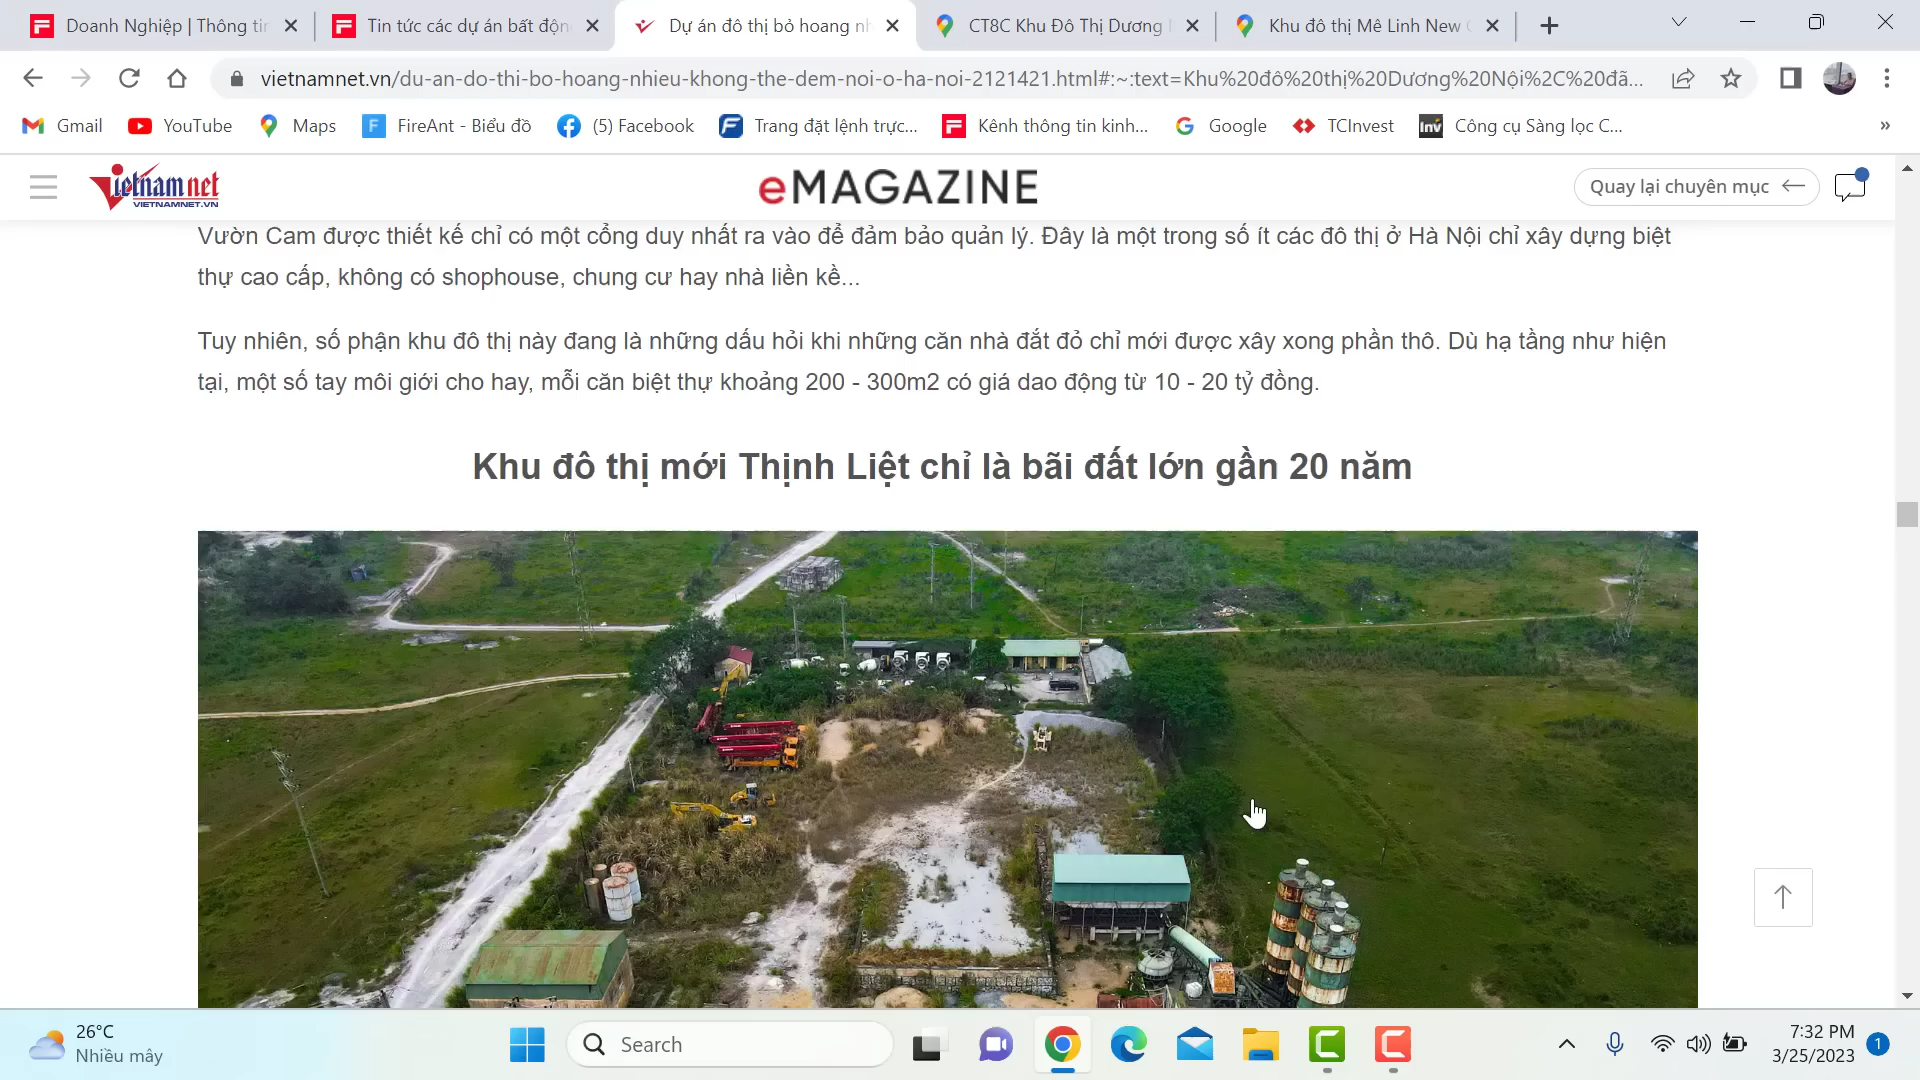 Doanh Nghiệp | Thông tin
Tin tức các dự án bất động
Dự án đô thị bỏ hoang nh
CT8C Khu Đô Thị Dương
Khu đô thị Mê Linh New
vietnamnet.vn/du-an-do-thi-bo-hoang-nhieu-khong-the-dem-noi-o-ha-noi-2121421.html#:~:text=Khu%20đô%20thị%20Dương%20Nội%2C%20đã...
Gmail
YouTube
Maps
FireAnt - Biểu đồ
(5) Facebook
Trang đặt lệnh trực...
Kênh thông tin kinh...
Google
TCInvest
Inv
Công cụ Sàng lọc C...
»
Vietnamnet
VIETNAMNET.VN
eMAGAZINE
Quay lại chuyên mục
Vườn Cam được thiết kế chỉ có một cổng duy nhất ra vào để đảm bảo quản lý. Đây là một trong số ít các đô thị ở Hà Nội chỉ xây dựng biệt
thự cao cấp, không có shophouse, chung cư hay nhà liền kề...
Tuy nhiên, số phận khu đô thị này đang là những dấu hỏi khi những căn nhà đắt đỏ chỉ mới được xây xong phần thô. Dù hạ tầng như hiện
tại, một số tay môi giới cho hay, mỗi căn biệt thự khoảng 200 - 300m2 có giá dao động từ 10 - 20 tỷ đồng.
Khu đô thị mới Thịnh Liệt chỉ là bãi đất lớn gần 20 năm
26°C
Nhiều mây
Search
7:32 PM
3/25/2023
1